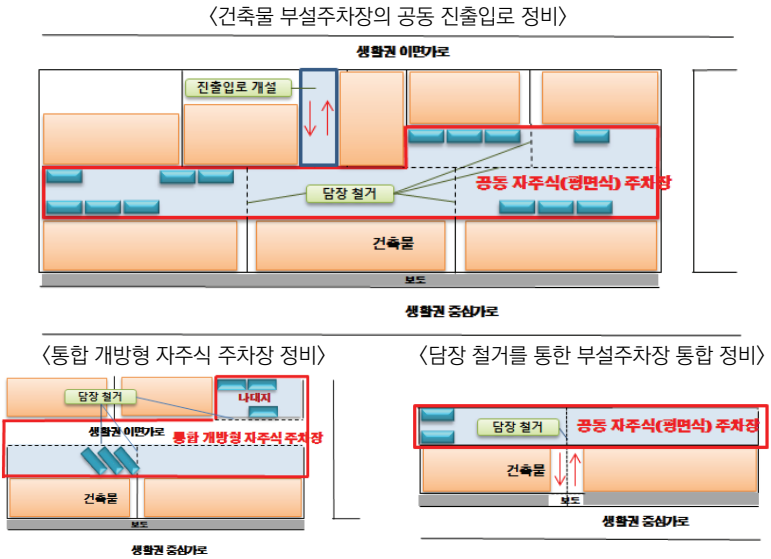 <건축물 부설주차장의 공동 진출입로 정비>
생활권 이면가로
진출입로 개설
공동 자주식(평면식) 주차장
담장 철거
건축물
보도
생활권 중심가로
<통합 개방형 자주식 주차장 정비>
담장 철거
나대지
생활권 이면가로
통합 개방형 자주식 주차장
건축물
보도
생활권 중심가로
<담장 철거를 통한 부설주차장 통합 정비>
담장 철거
공동 자주식(평면식) 주차장
건축물
보도
생활권 중심가로